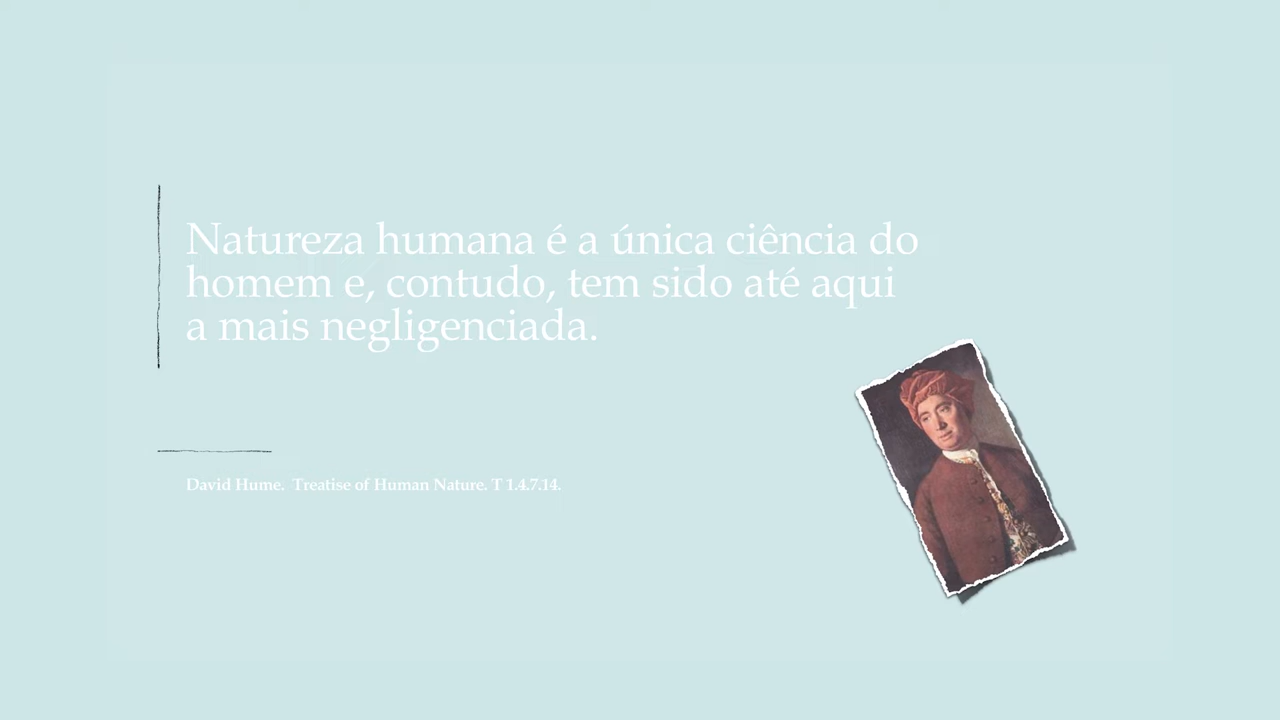 Natureza humana é a única ciência do
homem e, contudo, tem sido até aqui
a mais negligenciada.
David Hume. Treatise of Human Nature. T 1.4.7.14.